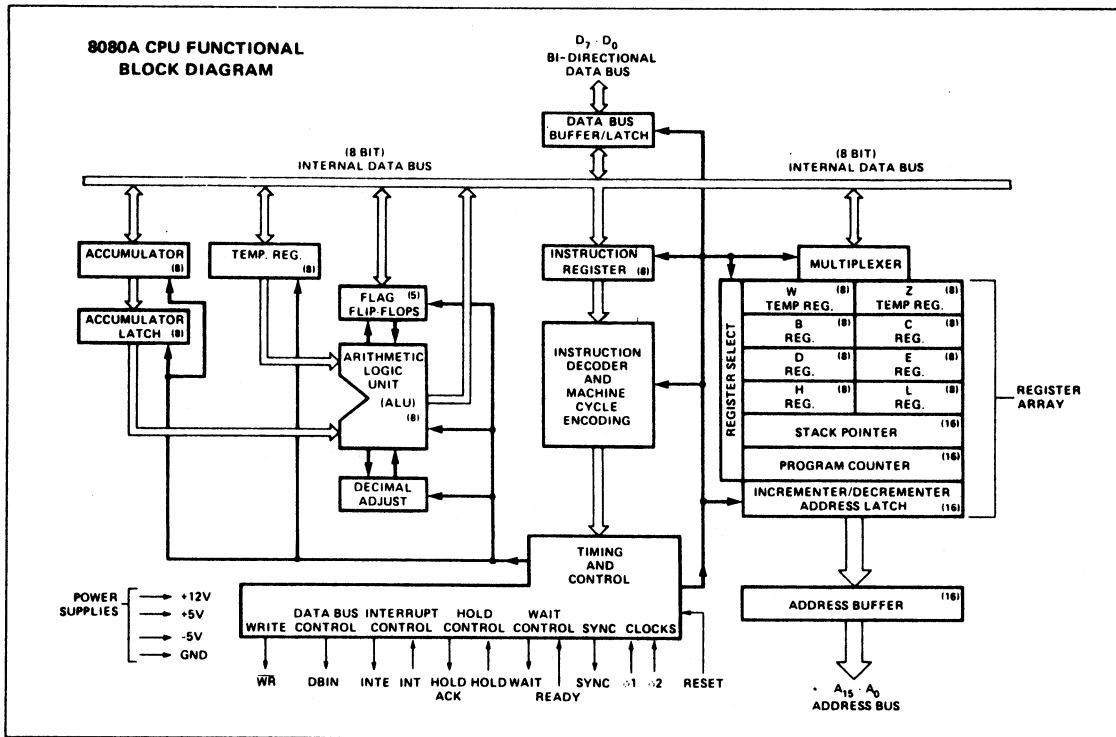 8080A CPU FUNCTIONAL
BLOCK DIAGRAM
D7 · D0
BI-DIRECTIONAL
DATA BUS
DATA BUS
BUFFER/LATCH
(8 BIT)
INTERNAL DATA BUS
(8 BIT)
INTERNAL DATA BUS
ACCUMULATOR
(8)
TEMP. REG.
(8)
INSTRUCTION
REGISTER (8)
MULTIPLEXER
FLAG (5)
FLIP-FLOPS
ACCUMULATOR
LATCH (8)
ARITHMETIC
LOGIC
UNIT
(ALU)
(8)
DECIMAL
ADJUST
INSTRUCTION
DECODER
AND
MACHINE
CYCLE
ENCODING
REGISTER SELECT
W (8)
TEMP REG.
Z (8)
TEMP REG.
B (8)
REG.
C (8)
REG.
D (8)
REG.
E (8)
REG.
H (8)
REG.
L (8)
REG.
STACK POINTER (16)
PROGRAM COUNTER (16)
INCREMENTER/DECREMENTER
ADDRESS LATCH (16)
REGISTER
ARRAY
TIMING
AND
CONTROL
WRITE
DATA BUS
CONTROL
INTERRUPT
CONTROL
HOLD
CONTROL
WAIT
CONTROL
SYNC
CLOCKS
POWER
SUPPLIES
+12V
+5V
-5V
GND
ADDRESS BUFFER (16)
WR
DBIN
INTE
INT
HOLD
ACK
HOLD
WAIT
READY
SYNC
1
2
RESET
A15 · A0
ADDRESS BUS